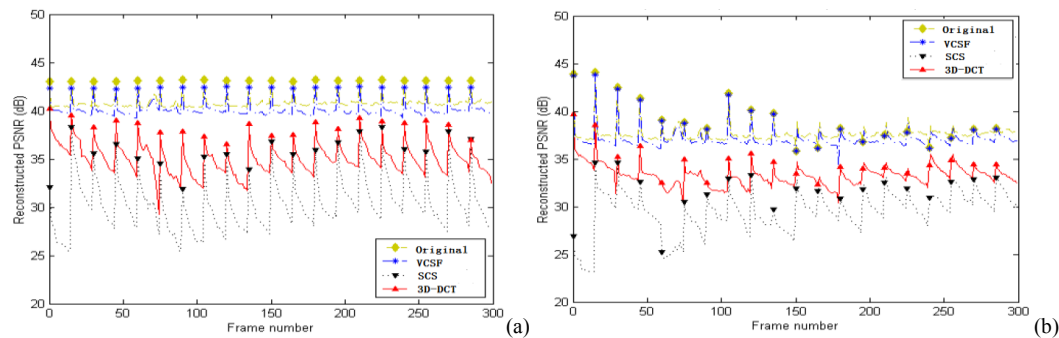 50
45
40
35
30
25
20
Reconstructed PSNR (dB)
Original
VCSF
SCS
3D-DCT
0
50
100
150
200
250
300
Frame number
(a)
50
45
40
35
30
25
20
Reconstructed PSNR (dB)
Original
VCSF
SCS
3D-DCT
0
50
100
150
200
250
300
Frame number
(b)